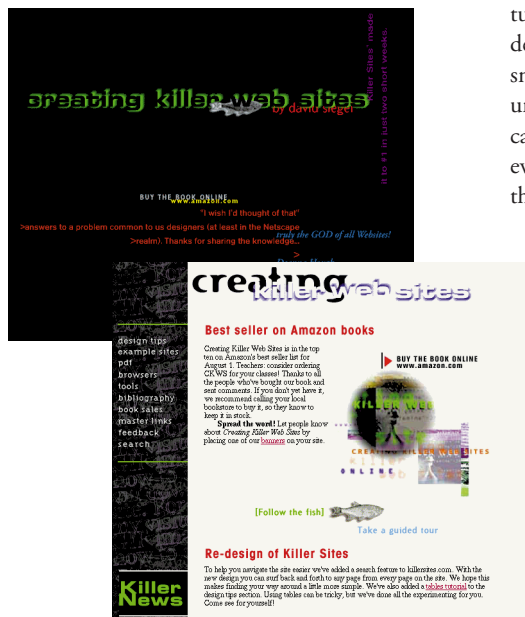 tu
de
sn
un
ca
ev
th
Killer Sites' made
it to #1 in just two short weeks.
creating killer web sites
by david siegel
BUY THE BOOK ONLINE
www.amazon.com
"I wish I'd thought of that"
>answers to a problem common to us designers (at least in the Netscape
>realm). Thanks for sharing the knowledge...
>
truly the GOD of all Websites!
creating
killer web sites
design tips
example sites
pdf
browsers
tools
bibliography
book sales
master links
feedback
search
Killer
News
Best seller on Amazon books
Creating Killer Web Sites is in the top
ten on Amazon's best seller list for
August 1. Teachers: consider ordering
CKWS for your classes! Thanks to all
the people who've bought our book and
sent comments. If you don't yet have it,
we recommend calling your local
bookstore to buy it, so they know to
keep it in stock.
Spread the word! Let people know
about Creating Killer Web Sites by
placing one of our banners on your site.
BUY THE BOOK ONLINE
www.amazon.com
KILLER WEB
SITE
CREATING KILLER WEB SITES
ONLINE
[Follow the fish]
Take a guided tour
Re-design of Killer Sites
To help you navigate the site easier we've added a search feature to killersites.com. With the
new design you can surf back and forth to any page from every page on the site. We hope this
makes finding your way around a little more simple. We've also added a tables tutorial to the
design tips section. Using tables can be tricky, but we've done all the experimenting for you.
Come see for yourself!